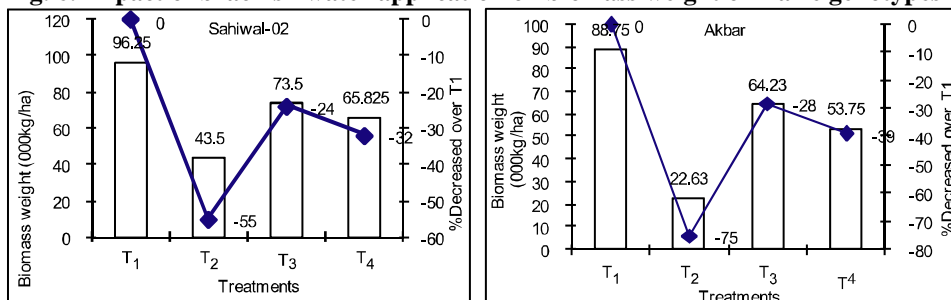 Sahiwal-02
Biomass weight (000kg/ha)
120
100
80
60
40
20
0
96.25
43.5
73.5
65.825
0
-55
-24
-32
0
-10
-20
-30
-40
-50
-60
%Decreased over T1
T1
T2
T3
T4
Treatments
Akbar
Biomass weight
(000kg/ha)
100
90
80
70
60
50
40
30
20
10
0
88.75
22.63
64.23
53.75
0
-75
-28
-39
0
-10
-20
-30
-40
-50
-60
-70
-80
%Decreased over T1
T1
T2
T3
T4
Treatments